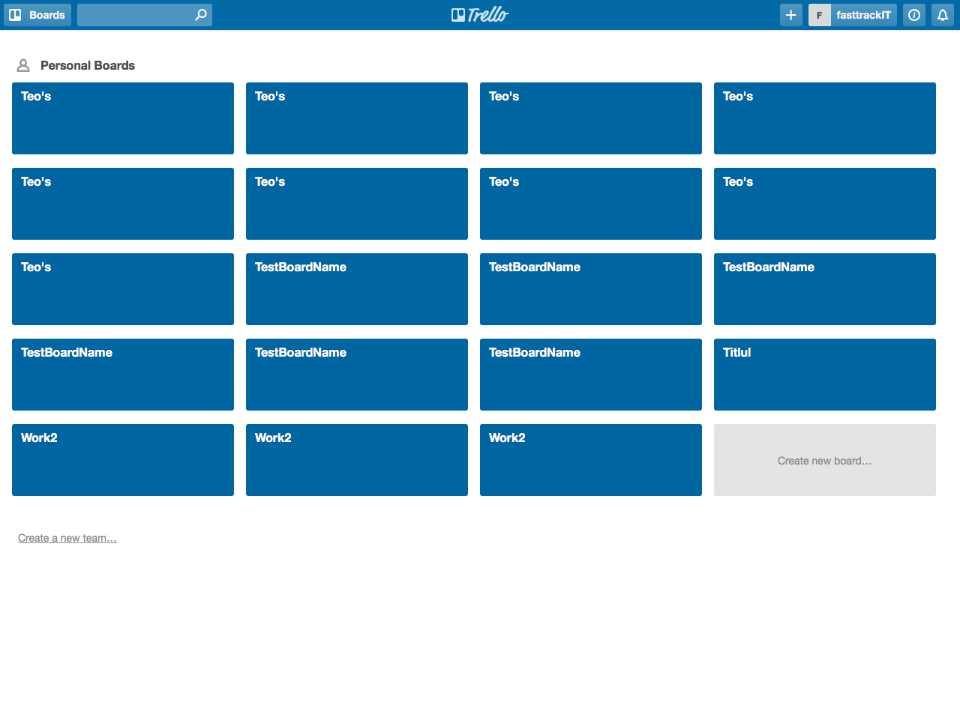 Boards Trello + F fasttrackIT
Personal Boards
Teo's Teo's Teo's Teo's
Teo's Teo's Teo's Teo's
Teo's TestBoardName TestBoardName TestBoardName
TestBoardName TestBoardName TestBoardName Titlul
Work2 Work2 Work2 Create new board...
Create a new team...